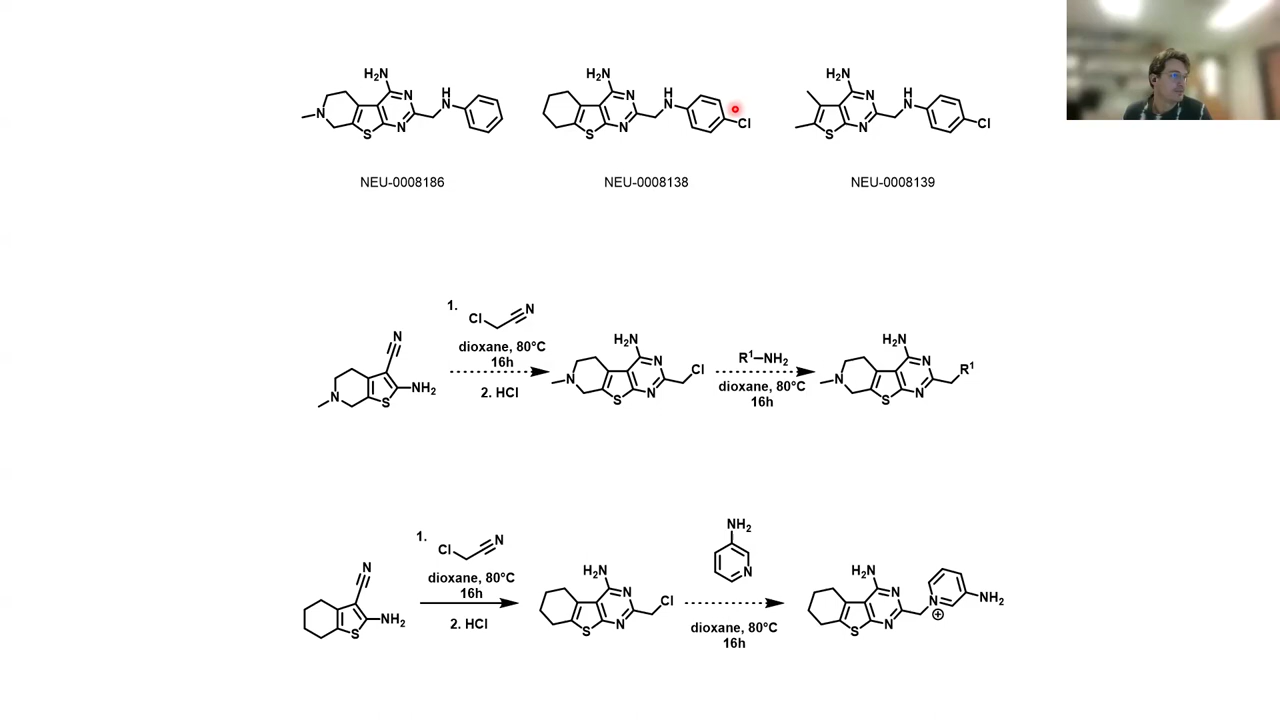 H₂N
N
H
N
N
S
N
NEU-0008186
H₂N
N
H
N
S
N
Cl
NEU-0008138
H₂N
N
H
N
S
N
Cl
NEU-0008139
1.
Cl
N
dioxane, 80°C
16h
2. HCl
N
NH₂
N
S
H₂N
N
Cl
N
S
N
R¹—NH₂
dioxane, 80°C
16h
H₂N
N
R¹
N
S
N
1.
Cl
N
dioxane, 80°C
16h
2. HCl
N
NH₂
S
H₂N
N
Cl
S
N
NH₂
N
dioxane, 80°C
16h
H₂N
N
N
⊕
NH₂
S
N